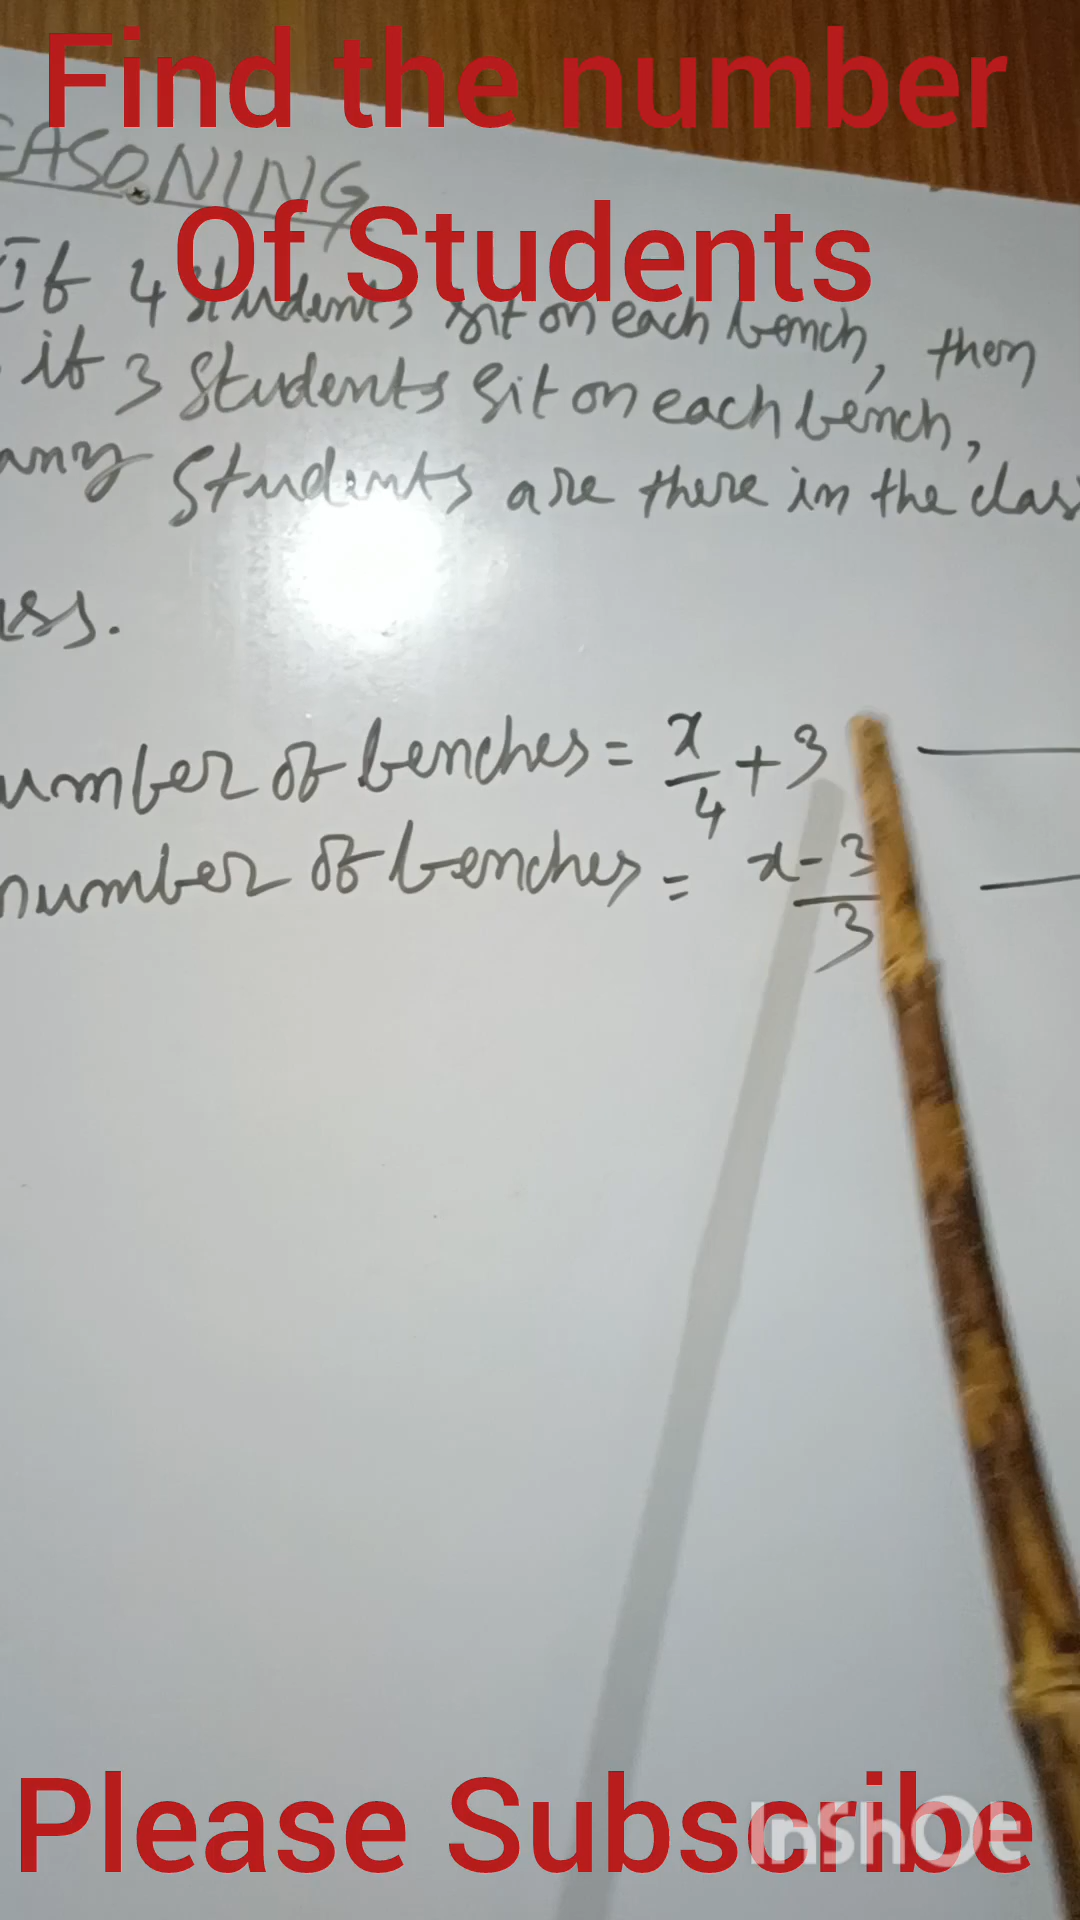 Find the number
EASONING
Of Students
If 4 students sit on each bench, then
if 3 Students Sit on each bench,
any Students are there in the clas
ass.
umber of benches = x/4 + 3
number of benches = x-3/3
Please Subscribe
InShOt